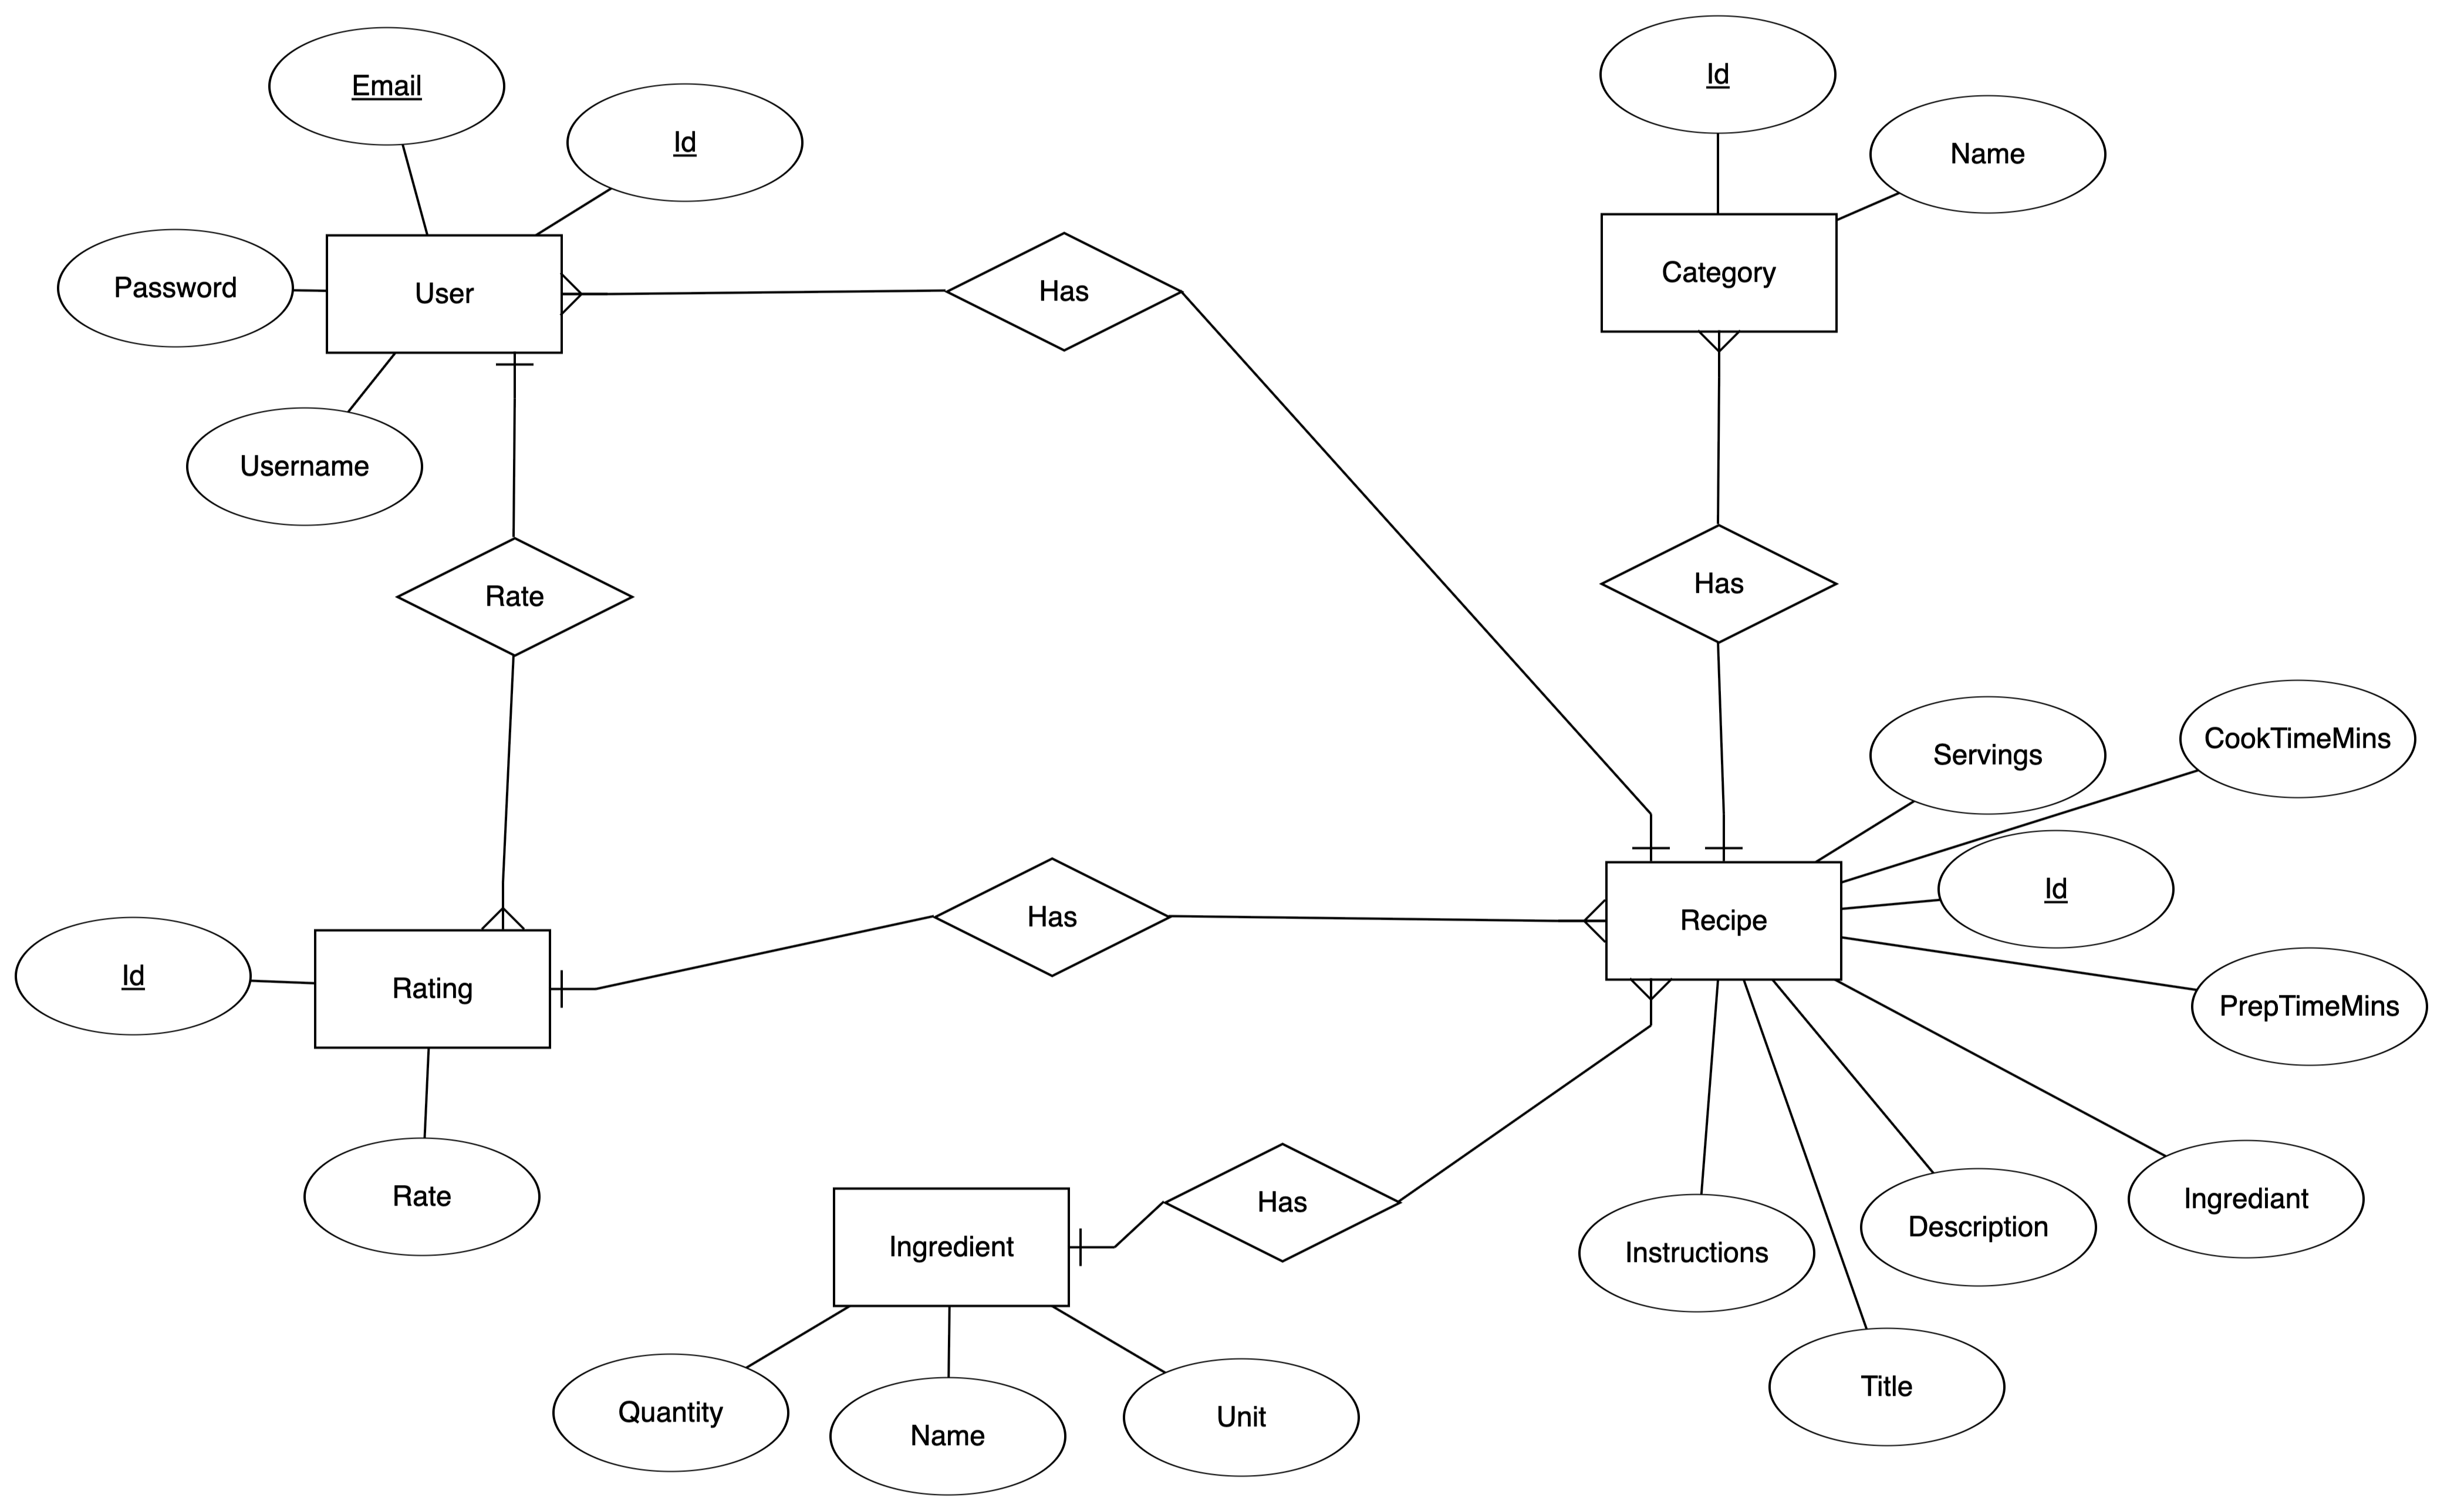 Id
Email
Id
Name
Category
Password
User
Has
Username
Has
Rate
Servings
CookTimeMins
Id
Recipe
Has
Id
Rating
PrepTimeMins
Rate
Has
Ingrediant
Description
Ingredient
Instructions
Title
Quantity
Unit
Name